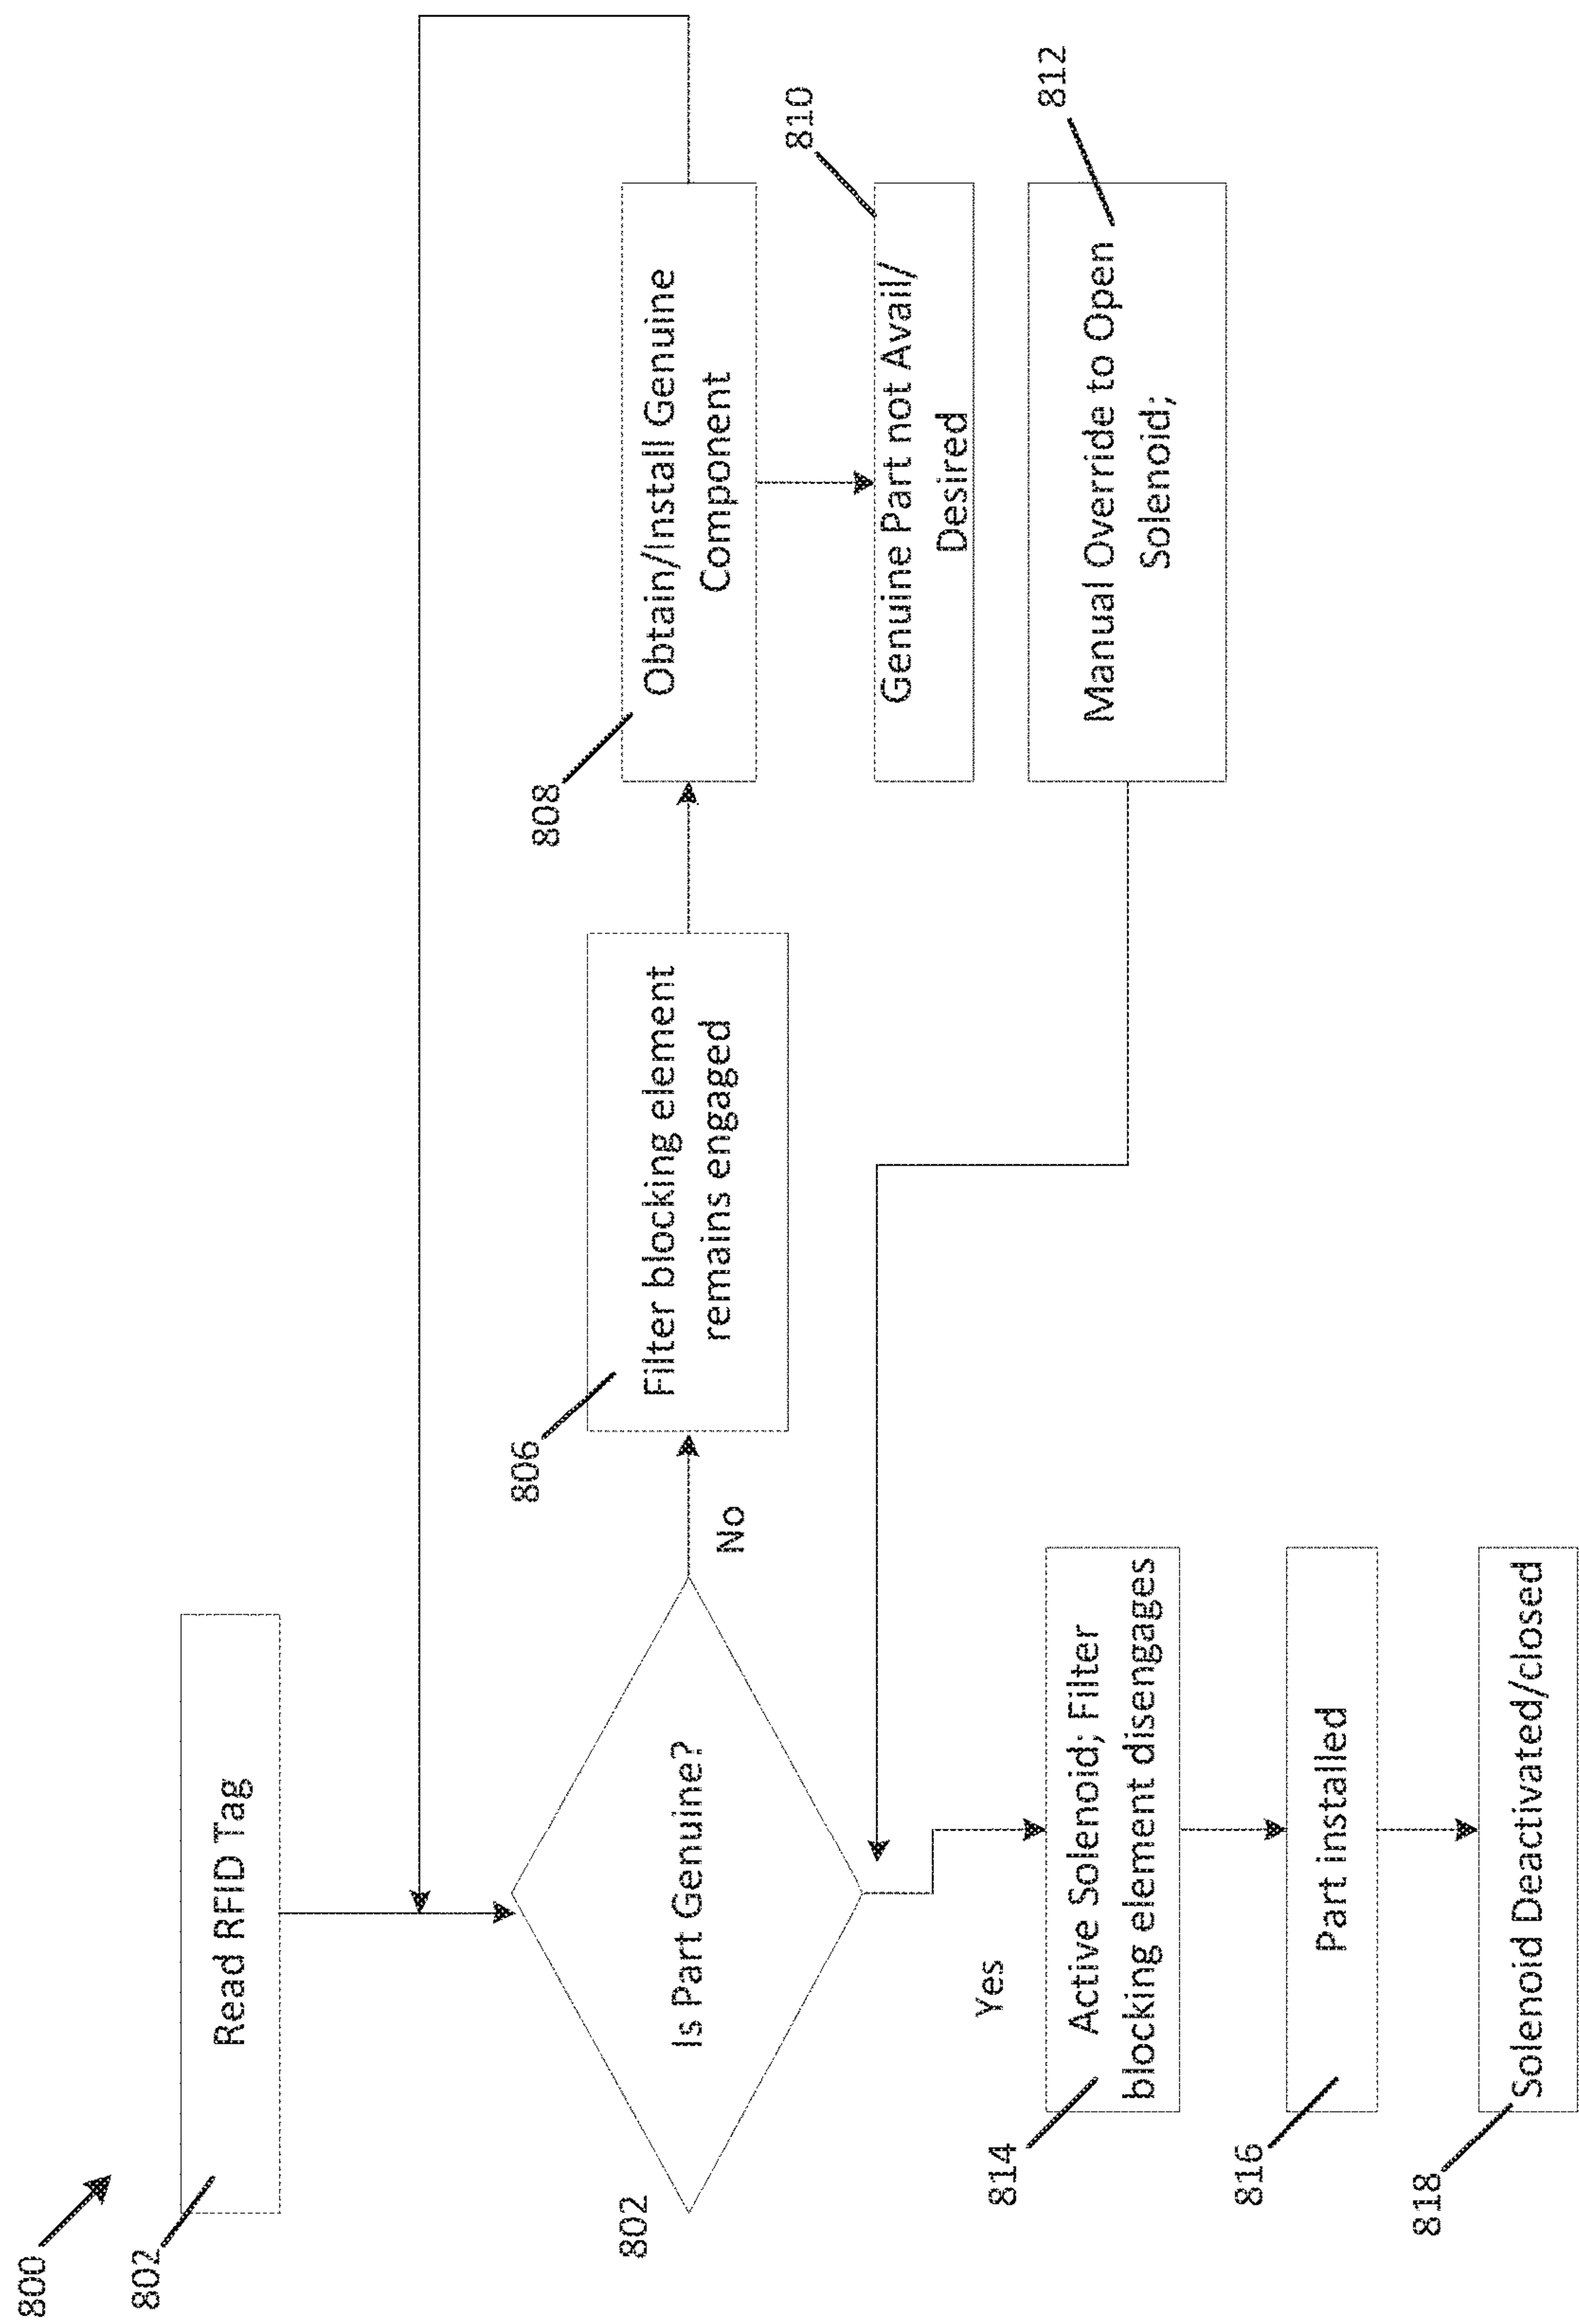 800
802
Read RFID Tag
802
Is Part Genuine?
No
806
Filter blocking element
remains engaged
808
Obtain/Install Genuine
Component
810
Genuine Part not Avail/
Desired
812
Manual Override to Open
Solenoid;
Yes
814
Active Solenoid; Filter
blocking element disengages
816
Part installed
818
Solenoid Deactivated/closed